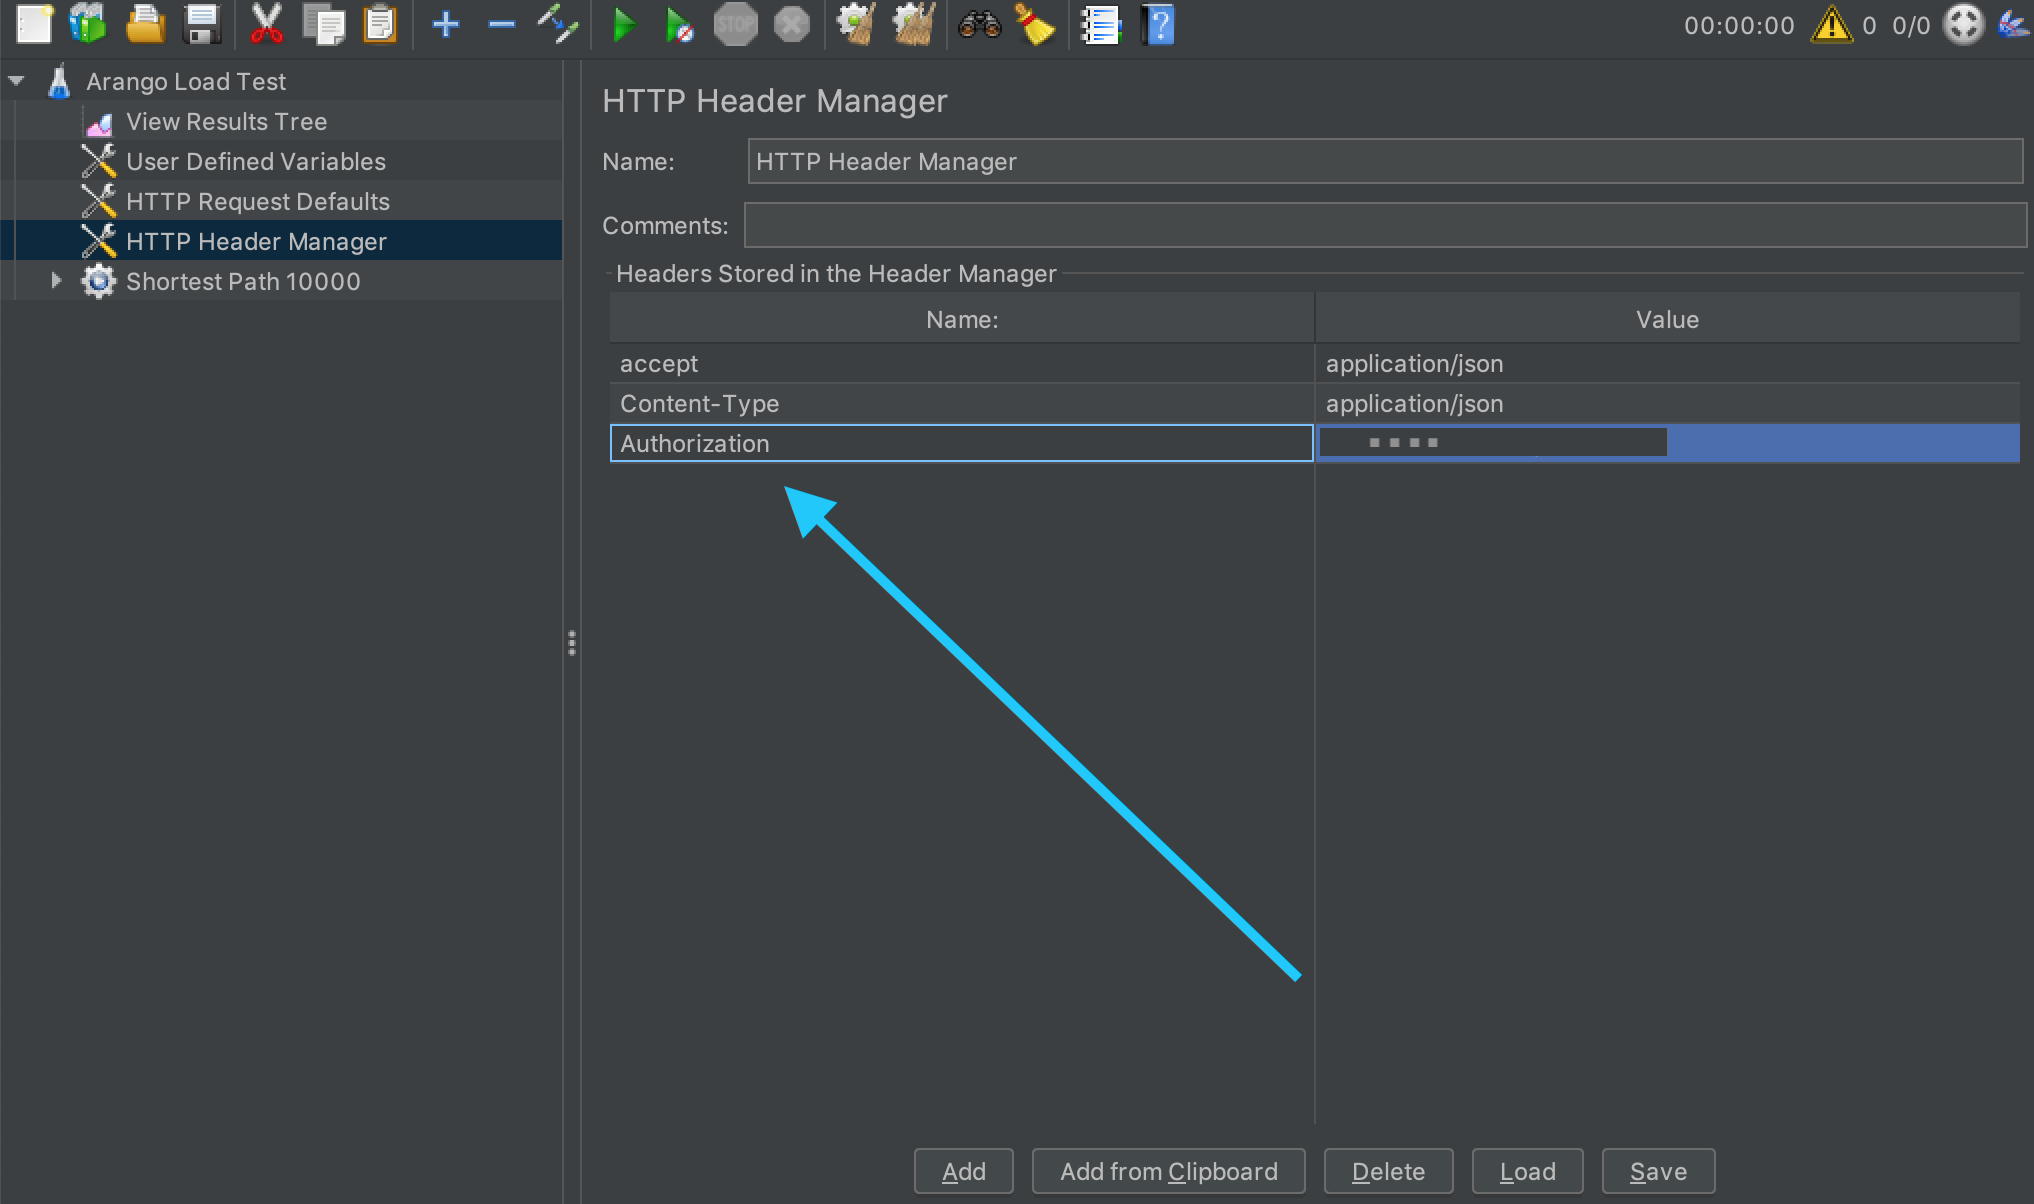 STOP
00:00:00 0 0/0
Arango Load Test
View Results Tree
User Defined Variables
HTTP Request Defaults
HTTP Header Manager
Shortest Path 10000
HTTP Header Manager
Name: HTTP Header Manager
Comments:
Headers Stored in the Header Manager
Name: Value
accept application/json
Content-Type application/json
Authorization
Add Add from Clipboard Delete Load Save